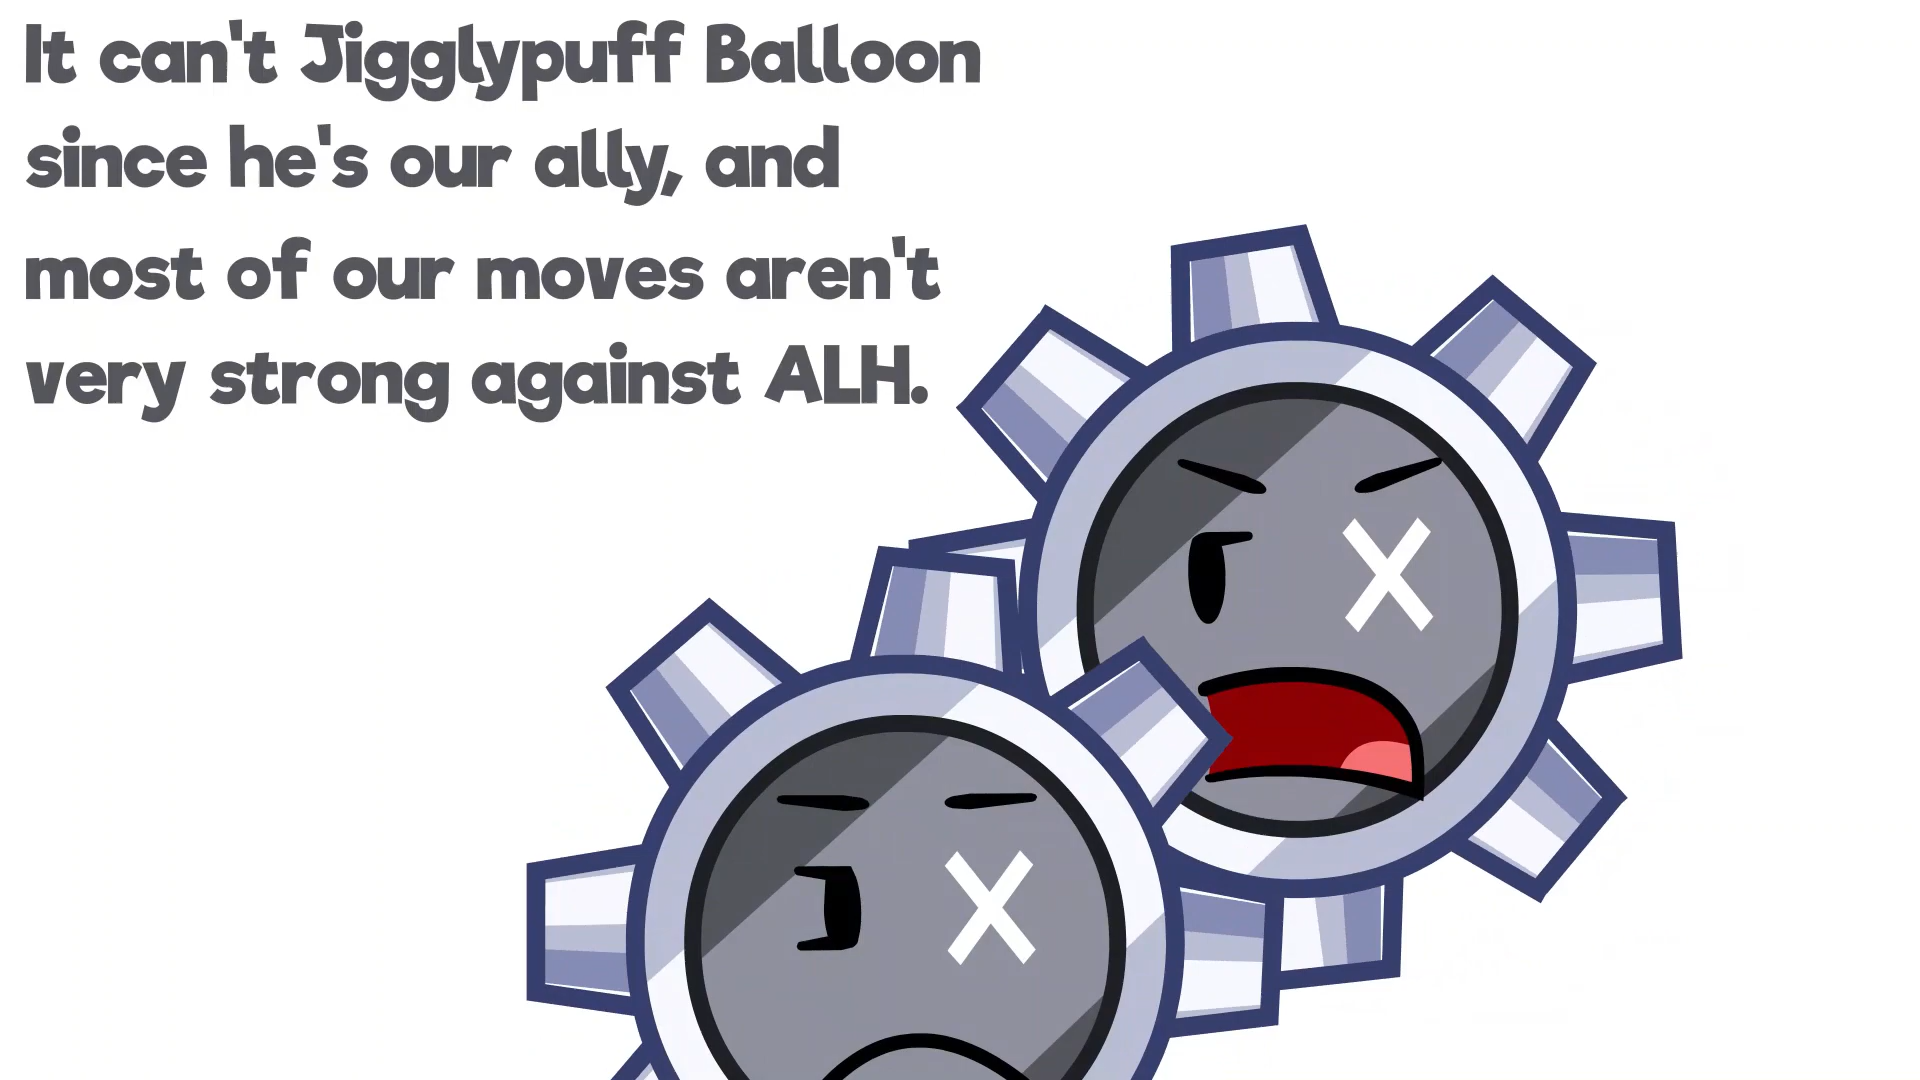 It can't Jigglypuff Balloon
since he's our ally, and
most of our moves aren't
very strong against ALH.